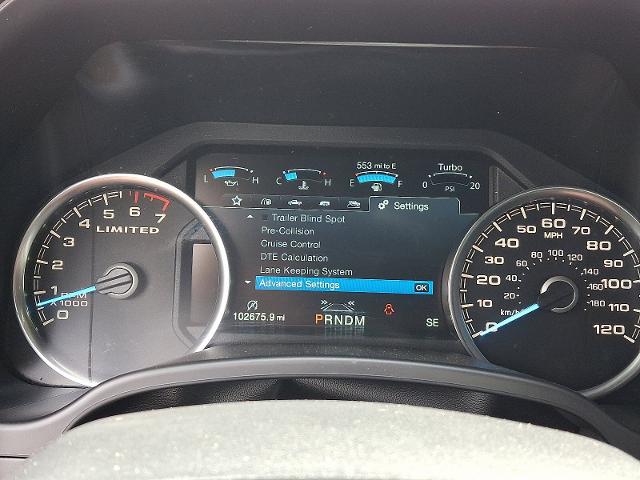 553 mi to E
L H
C H
E F
Turbo
0 PSI 20
Settings
Trailer Blind Spot
Pre-Collision
Cruise Control
DTE Calculation
Lane Keeping System
Advanced Settings OK
102675.9 mi
PRNDM
SE
0 1 2 3 4 5 6 7
LIMITED
RPM
X1000
0 10 20 30 40 50 60 70 80 90 100 110 120
MPH
20 40 60 80 100 120 140 160 180
km/h